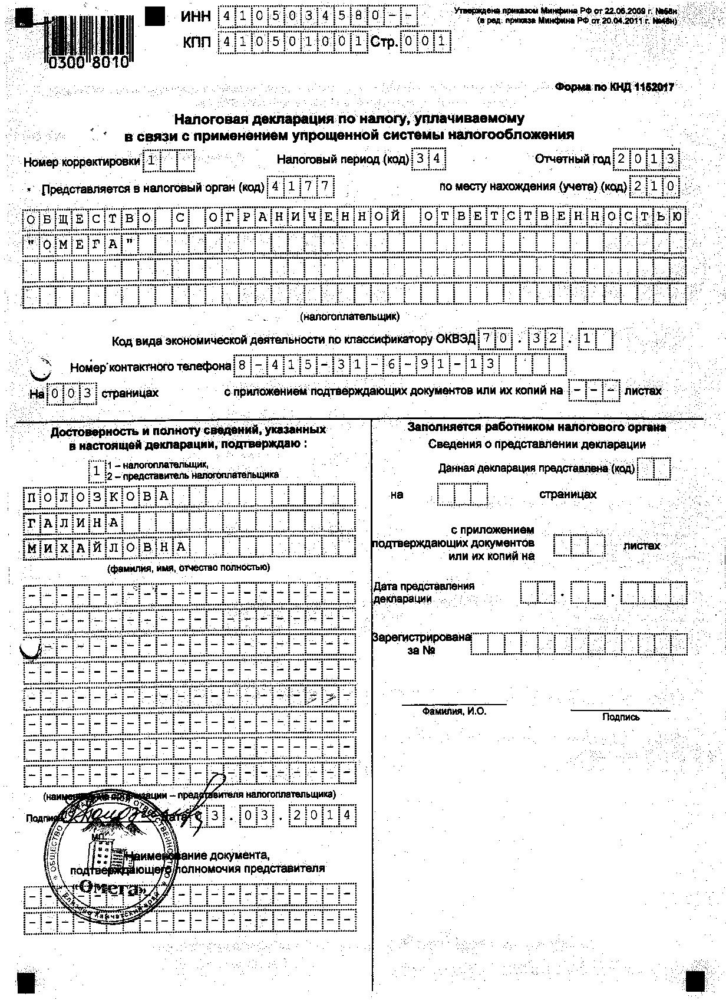 ИНН 4105034580--
Утверждена приказом Минфина РФ от 22.06.2009 г. №58н
(в ред. приказа Минфина РФ от 20.04.2011 г. №48н)
КПП 410501001 Стр. 001
0300 8010
Форма по КНД 1152017
Налоговая декларация по налогу, уплачиваемому
в связи с применением упрощенной системы налогообложения
Номер корректировки 1 Налоговый период (код) 34 Отчетный год 2013
Представляется в налоговый орган (код) 4177 по месту нахождения (учета) (код) 210
ОБЩЕСТВО С ОГРАНИЧЕННОЙ ОТВЕТСТВЕННОСТЬЮ
"ОМЕГА"
(налогоплательщик)
Код вида экономической деятельности по классификатору ОКВЭД 70.32.1
Номер контактного телефона 8-415-31-6-91-13
На 003 страницах с приложением подтверждающих документов или их копий на --- листах
Достоверность и полноту сведений, указанных
в настоящей декларации, подтверждаю :
1 1 – налогоплательщик,
2 – представитель налогоплательщика
ПОЛОЗКОВА
ГАЛИНА
МИХАЙЛОВНА
(фамилия, имя, отчество полностью)
--------------------
--------------------
-------------------
--------------------
--------------------
--------------------
--------------------
--------------------
(наименование организации – представителя налогоплательщика)
Подпись Дата 03.03.2014
МП
Наименование документа,
подтверждающего полномочия представителя
«Омега»
--------------------
--------------------
Заполняется работником налогового органа
Сведения о представлении декларации
Данная декларация представлена (код)
на страницах
с приложением
подтверждающих документов
или их копий на листах
Дата представления
декларации . .
Зарегистрирована
за №
Фамилия, И.О.
Подпись